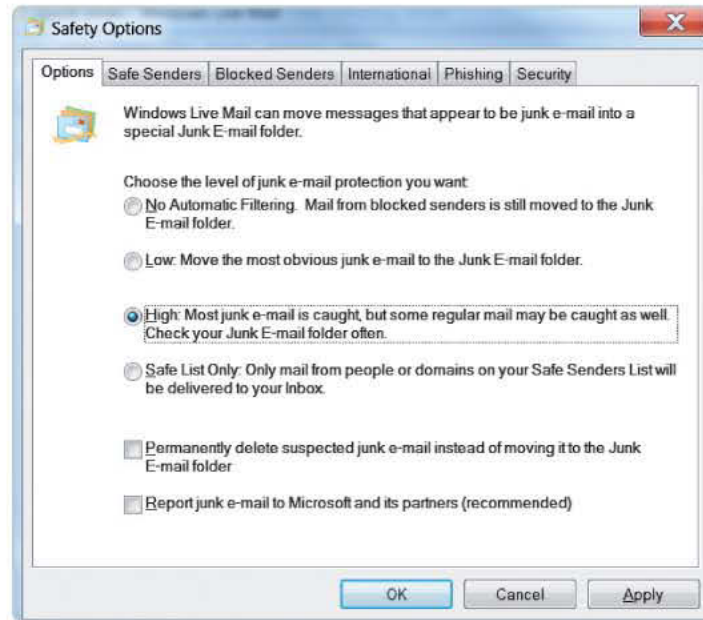 Safety Options
Options Safe Senders Blocked Senders International Phishing Security
Windows Live Mail can move messages that appear to be junk e-mail into a
special Junk E-mail folder.
Choose the level of junk e-mail protection you want:
No Automatic Filtering. Mail from blocked senders is still moved to the Junk
E-mail folder.
Low: Move the most obvious junk e-mail to the Junk E-mail folder.
High: Most junk e-mail is caught, but some regular mail may be caught as well.
Check your Junk E-mail folder often.
Safe List Only: Only mail from people or domains on your Safe Senders List will
be delivered to your Inbox.
Permanently delete suspected junk e-mail instead of moving it to the Junk
E-mail folder
Report junk e-mail to Microsoft and its partners (recommended)
OK Cancel Apply